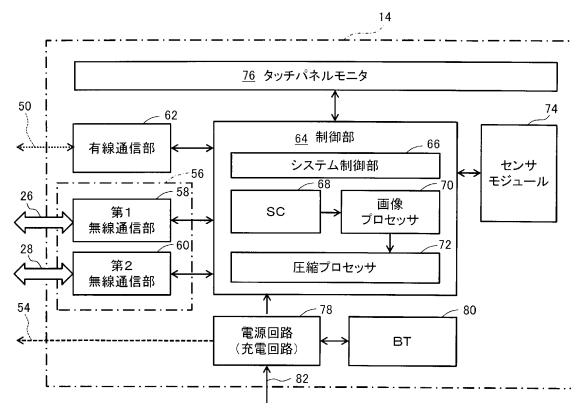 14
76 タッチパネルモニタ
50
62
有線通信部
64 制御部
66
システム制御部
74
センサ
モジュール
56
26
58
第1
無線通信部
68
SC
70
画像
プロセッサ
28
60
第2
無線通信部
72
圧縮プロセッサ
54
78
電源回路
(充電回路)
80
BT
82